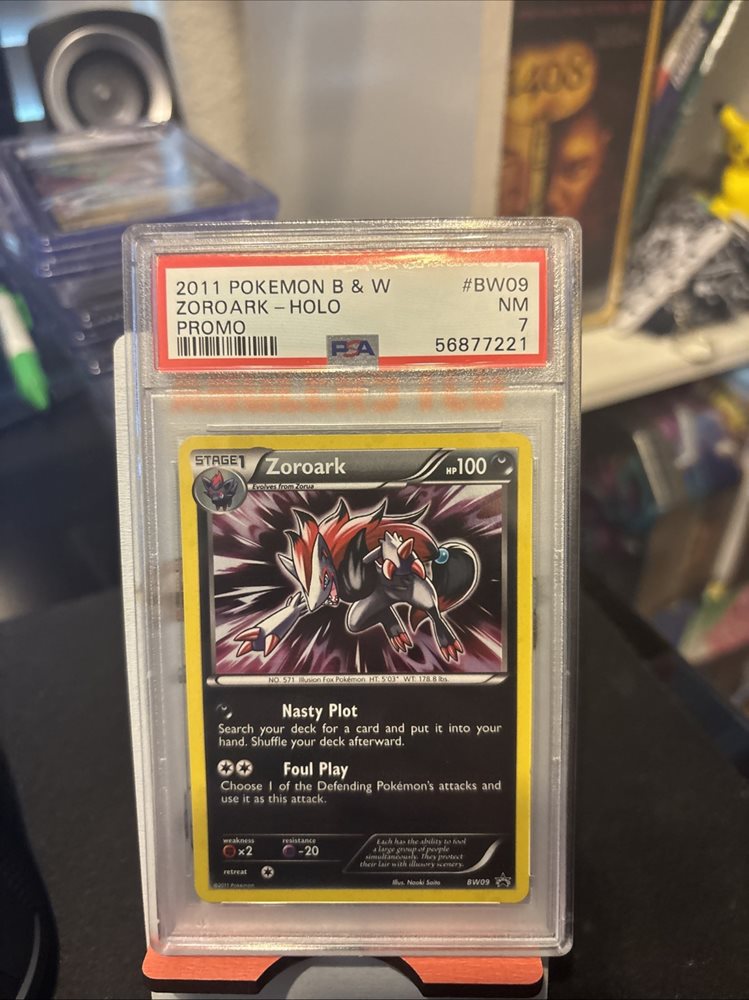 1408
2011 POKEMON B & W #BW09
ZOROARK – HOLO NM
PROMO 7
PSA 56877221
STAGE1 Zoroark HP100
Evolves from Zorua
NO. 571 Illusion Fox Pokémon HT: 5'03" WT: 178.8 lbs.
Nasty Plot
Search your deck for a card and put it into your
hand. Shuffle your deck afterward.
Foul Play
Choose 1 of the Defending Pokémon's attacks and
use it as this attack.
weakness resistance
×2 -20
retreat
Each has the ability to fool
a large group of people
simultaneously. They protect
their lair with illusory scenery.
©2011 Pokémon Illus. Naoki Saito BW09